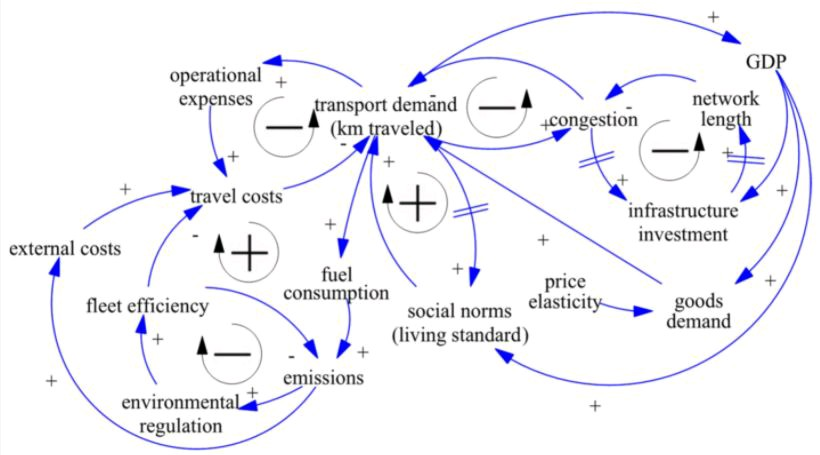 +
GDP
operational
expenses
+
transport demand
(km traveled)
-
—
—
+
congestion
-
network
length
—
+
-
+
+
+
travel costs
+
+
+
infrastructure
investment
+
external costs
-
+
+
+
fuel
consumption
+
price
elasticity
+
goods
demand
fleet efficiency
social norms
(living standard)
+
—
-
+
emissions
+
+
environmental
regulation
+